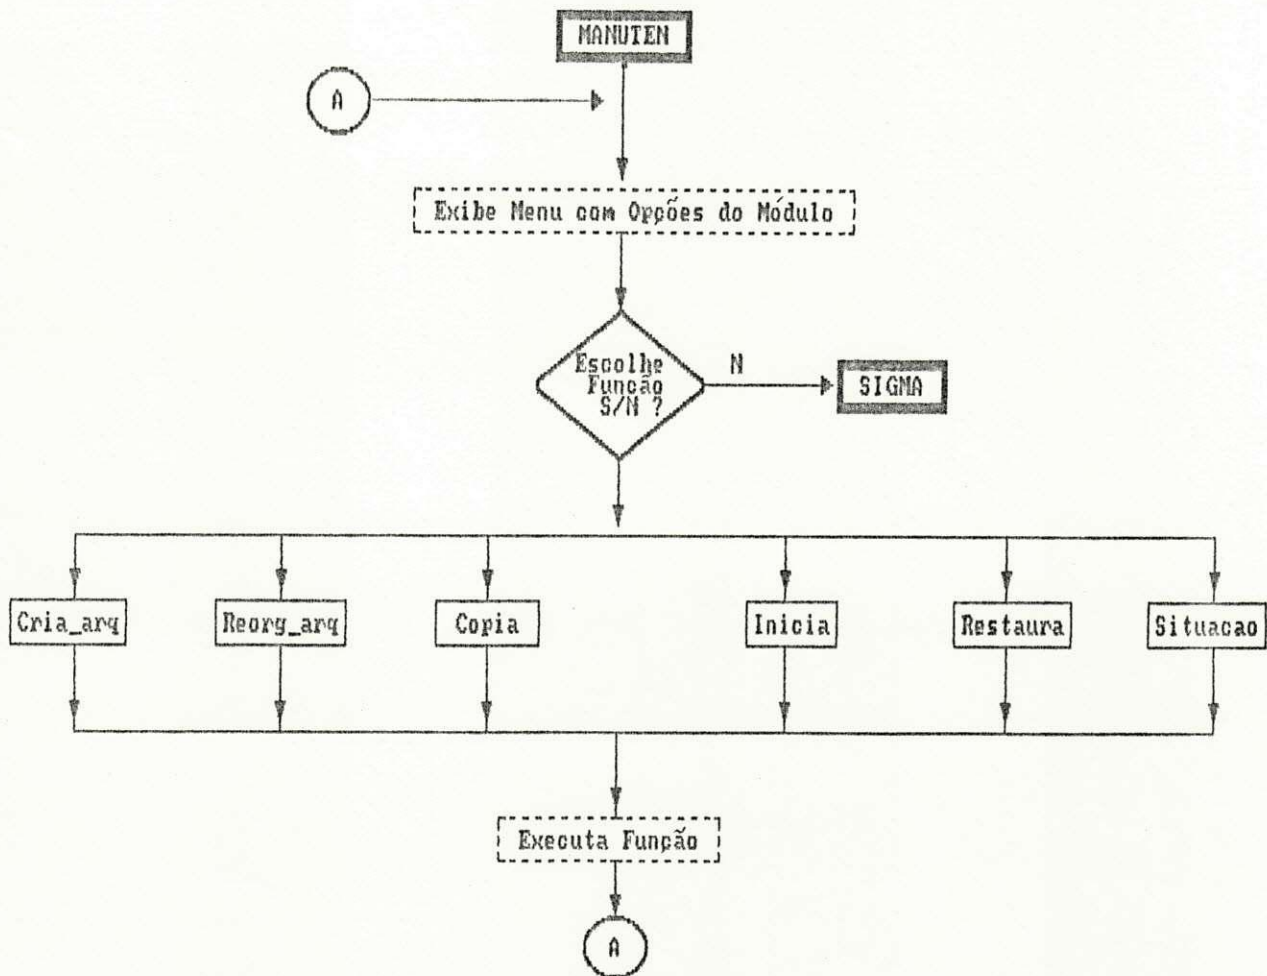 MANUTEN
A
Exibe Menu com Opções do Módulo
Escolhe
Função
S/N ?
N
SIGMA
Cria_arq
Reorg_arq
Copia
Inicia
Restaura
Situacao
Executa Função
A